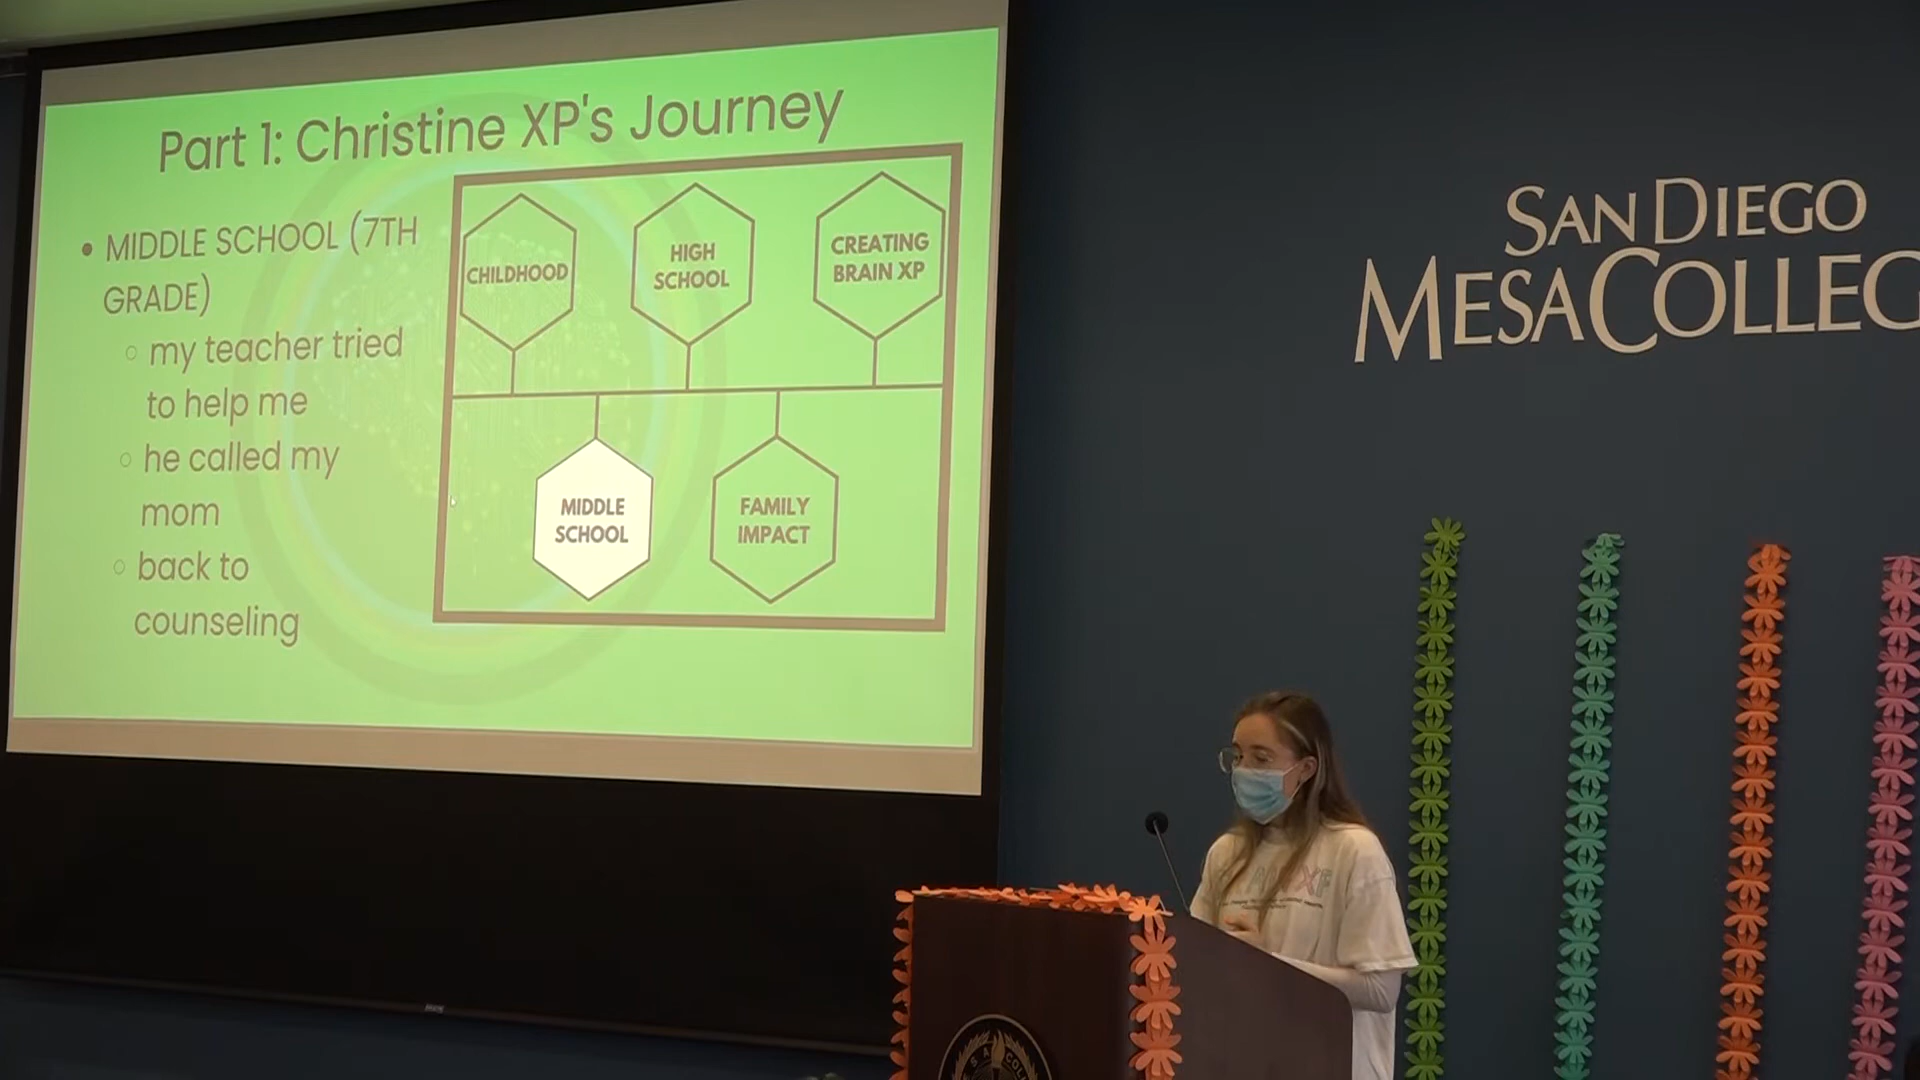 Part 1: Christine XP's Journey
• MIDDLE SCHOOL (7TH
GRADE)
○ my teacher tried
to help me
○ he called my
mom
○ back to
counseling
CHILDHOOD
HIGH
SCHOOL
CREATING
BRAIN XP
MIDDLE
SCHOOL
FAMILY
IMPACT
SAN DIEGO
MESA COLLEG
XP